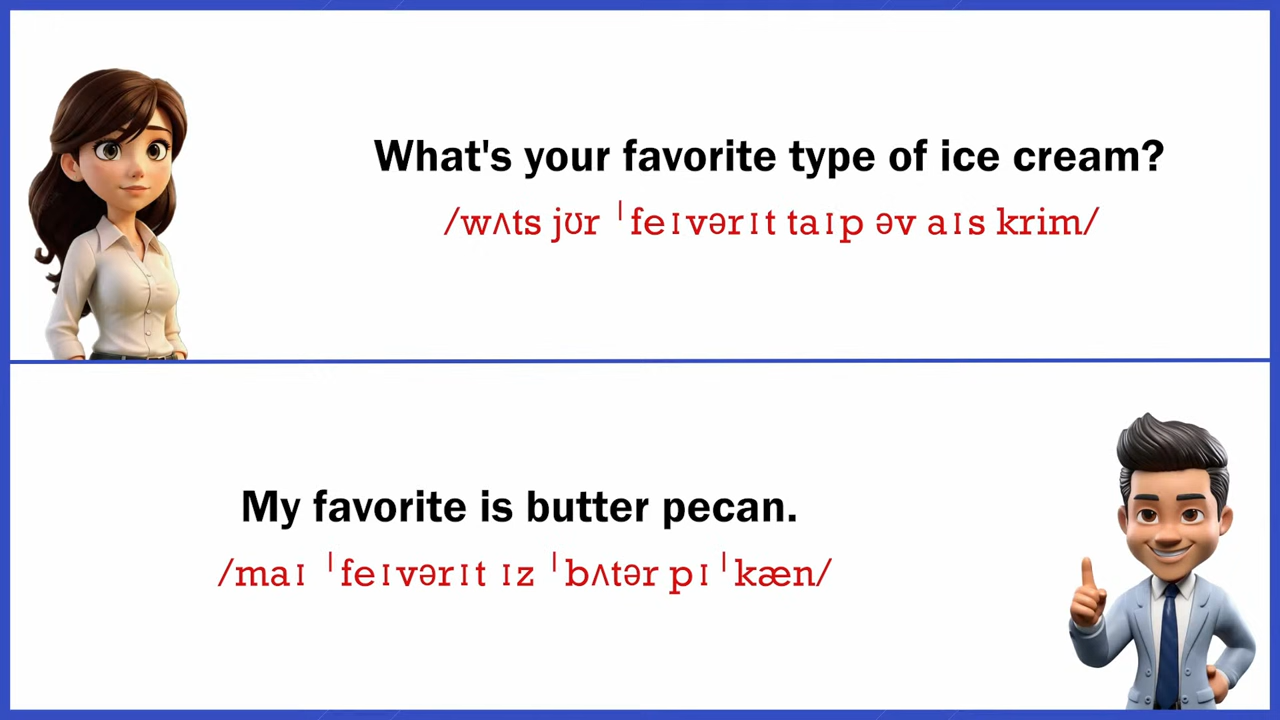 What's your favorite type of ice cream?
/wʌts jʊr ˈfeɪvərɪt taɪp əv aɪs krim/
My favorite is butter pecan.
/maɪ ˈfeɪvərɪt ɪz ˈbʌtər pɪˈkæn/